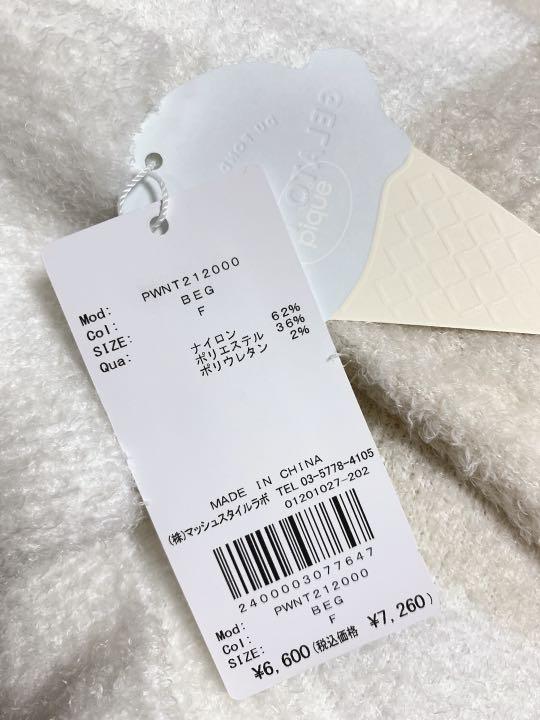 GELATO
pique
Mod: PWNT212000
Col: BEG
SIZE: F
Qua: ナイロン 62%
ポリエステル 36%
ポリウレタン 2%
MADE IN CHINA
(株)マッシュスタイルラボ TEL 03-5778-4105
01201027-202
2400003077647
Mod: PWNT212000
Col: BEG
SIZE: F
¥6,600(税込価格 ¥7,260)